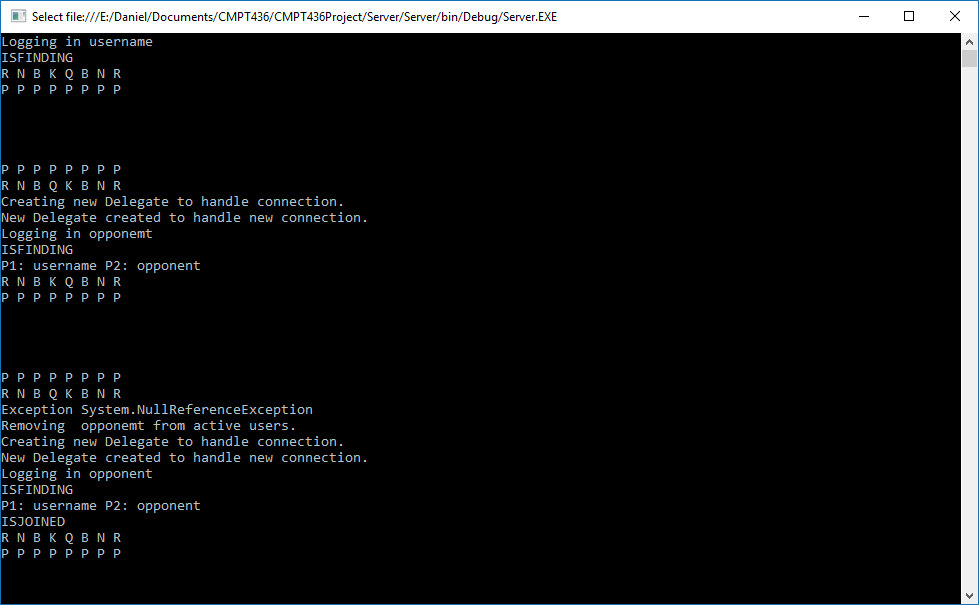 Select file:///E:/Daniel/Documents/CMPT436/CMPT436Project/Server/Server/bin/Debug/Server.EXE
Logging in username
ISFINDING
R N B K Q B N R
P P P P P P P P
P P P P P P P P
R N B Q K B N R
Creating new Delegate to handle connection.
New Delegate created to handle new connection.
Logging in opponemt
ISFINDING
P1: username P2: opponent
R N B K Q B N R
P P P P P P P P
P P P P P P P P
R N B Q K B N R
Exception System.NullReferenceException
Removing  opponemt from active users.
Creating new Delegate to handle connection.
New Delegate created to handle new connection.
Logging in opponent
ISFINDING
P1: username P2: opponent
ISJOINED
R N B K Q B N R
P P P P P P P P